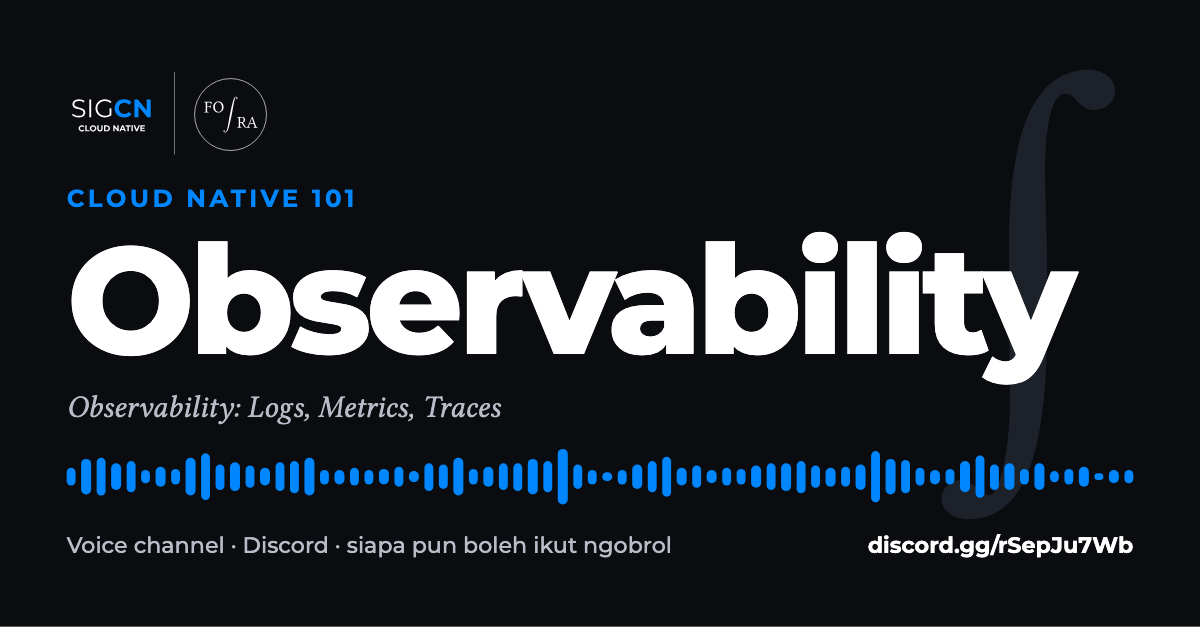 SIGCN
CLOUD NATIVE
FO∫RA
CLOUD NATIVE 101
Observability
Observability: Logs, Metrics, Traces
Voice channel · Discord · siapa pun boleh ikut ngobrol
discord.gg/rSepJu7Wb